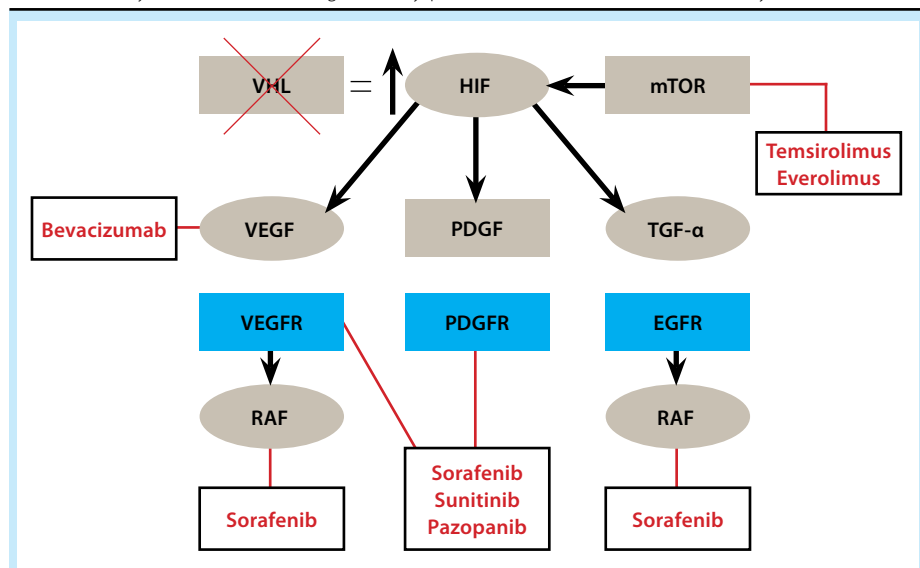 VHL
=
HIF
mTOR
Temsirolimus
Everolimus
Bevacizumab
VEGF
PDGF
TGF-α
VEGFR
PDGFR
EGFR
RAF
RAF
Sorafenib
Sorafenib
Sunitinib
Pazopanib
Sorafenib